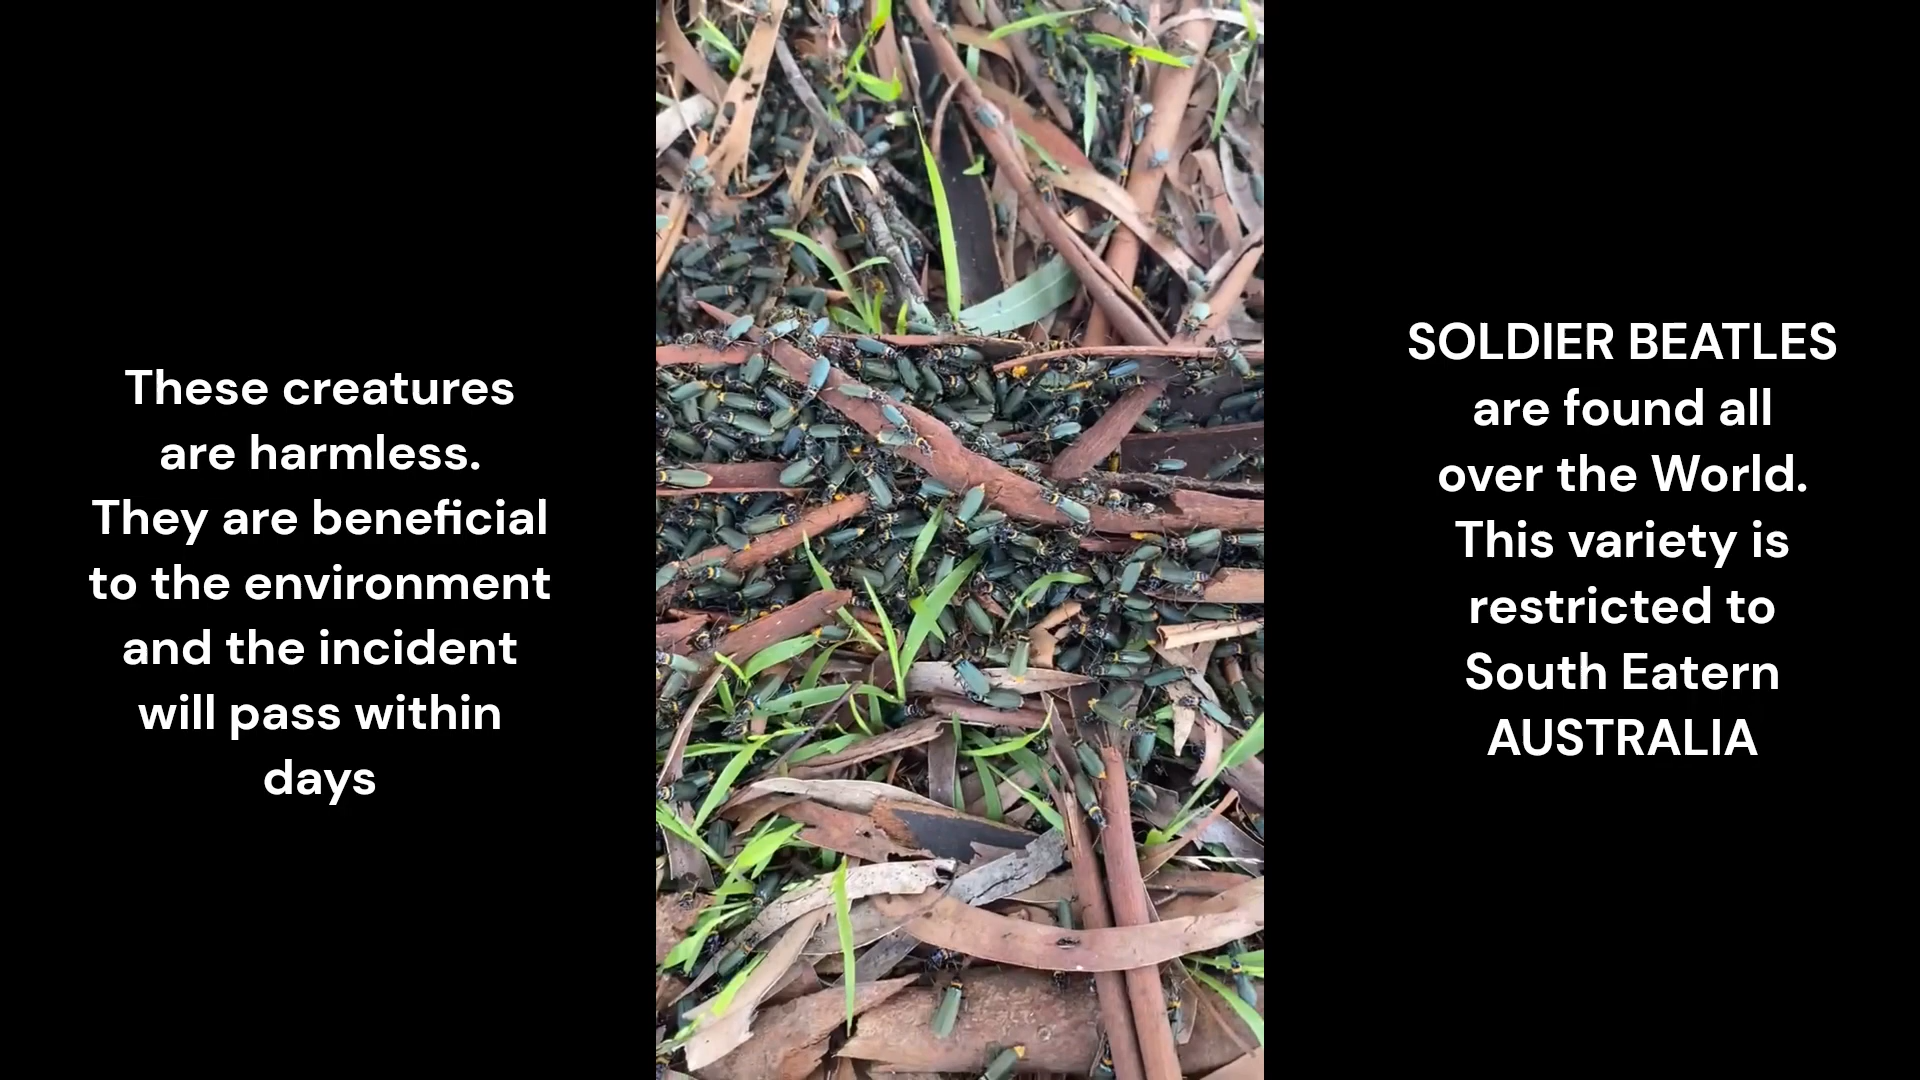 These creatures
are harmless.
They are beneficial
to the environment
and the incident
will pass within
days
SOLDIER BEATLES
are found all
over the World.
This variety is
restricted to
South Eatern
AUSTRALIA